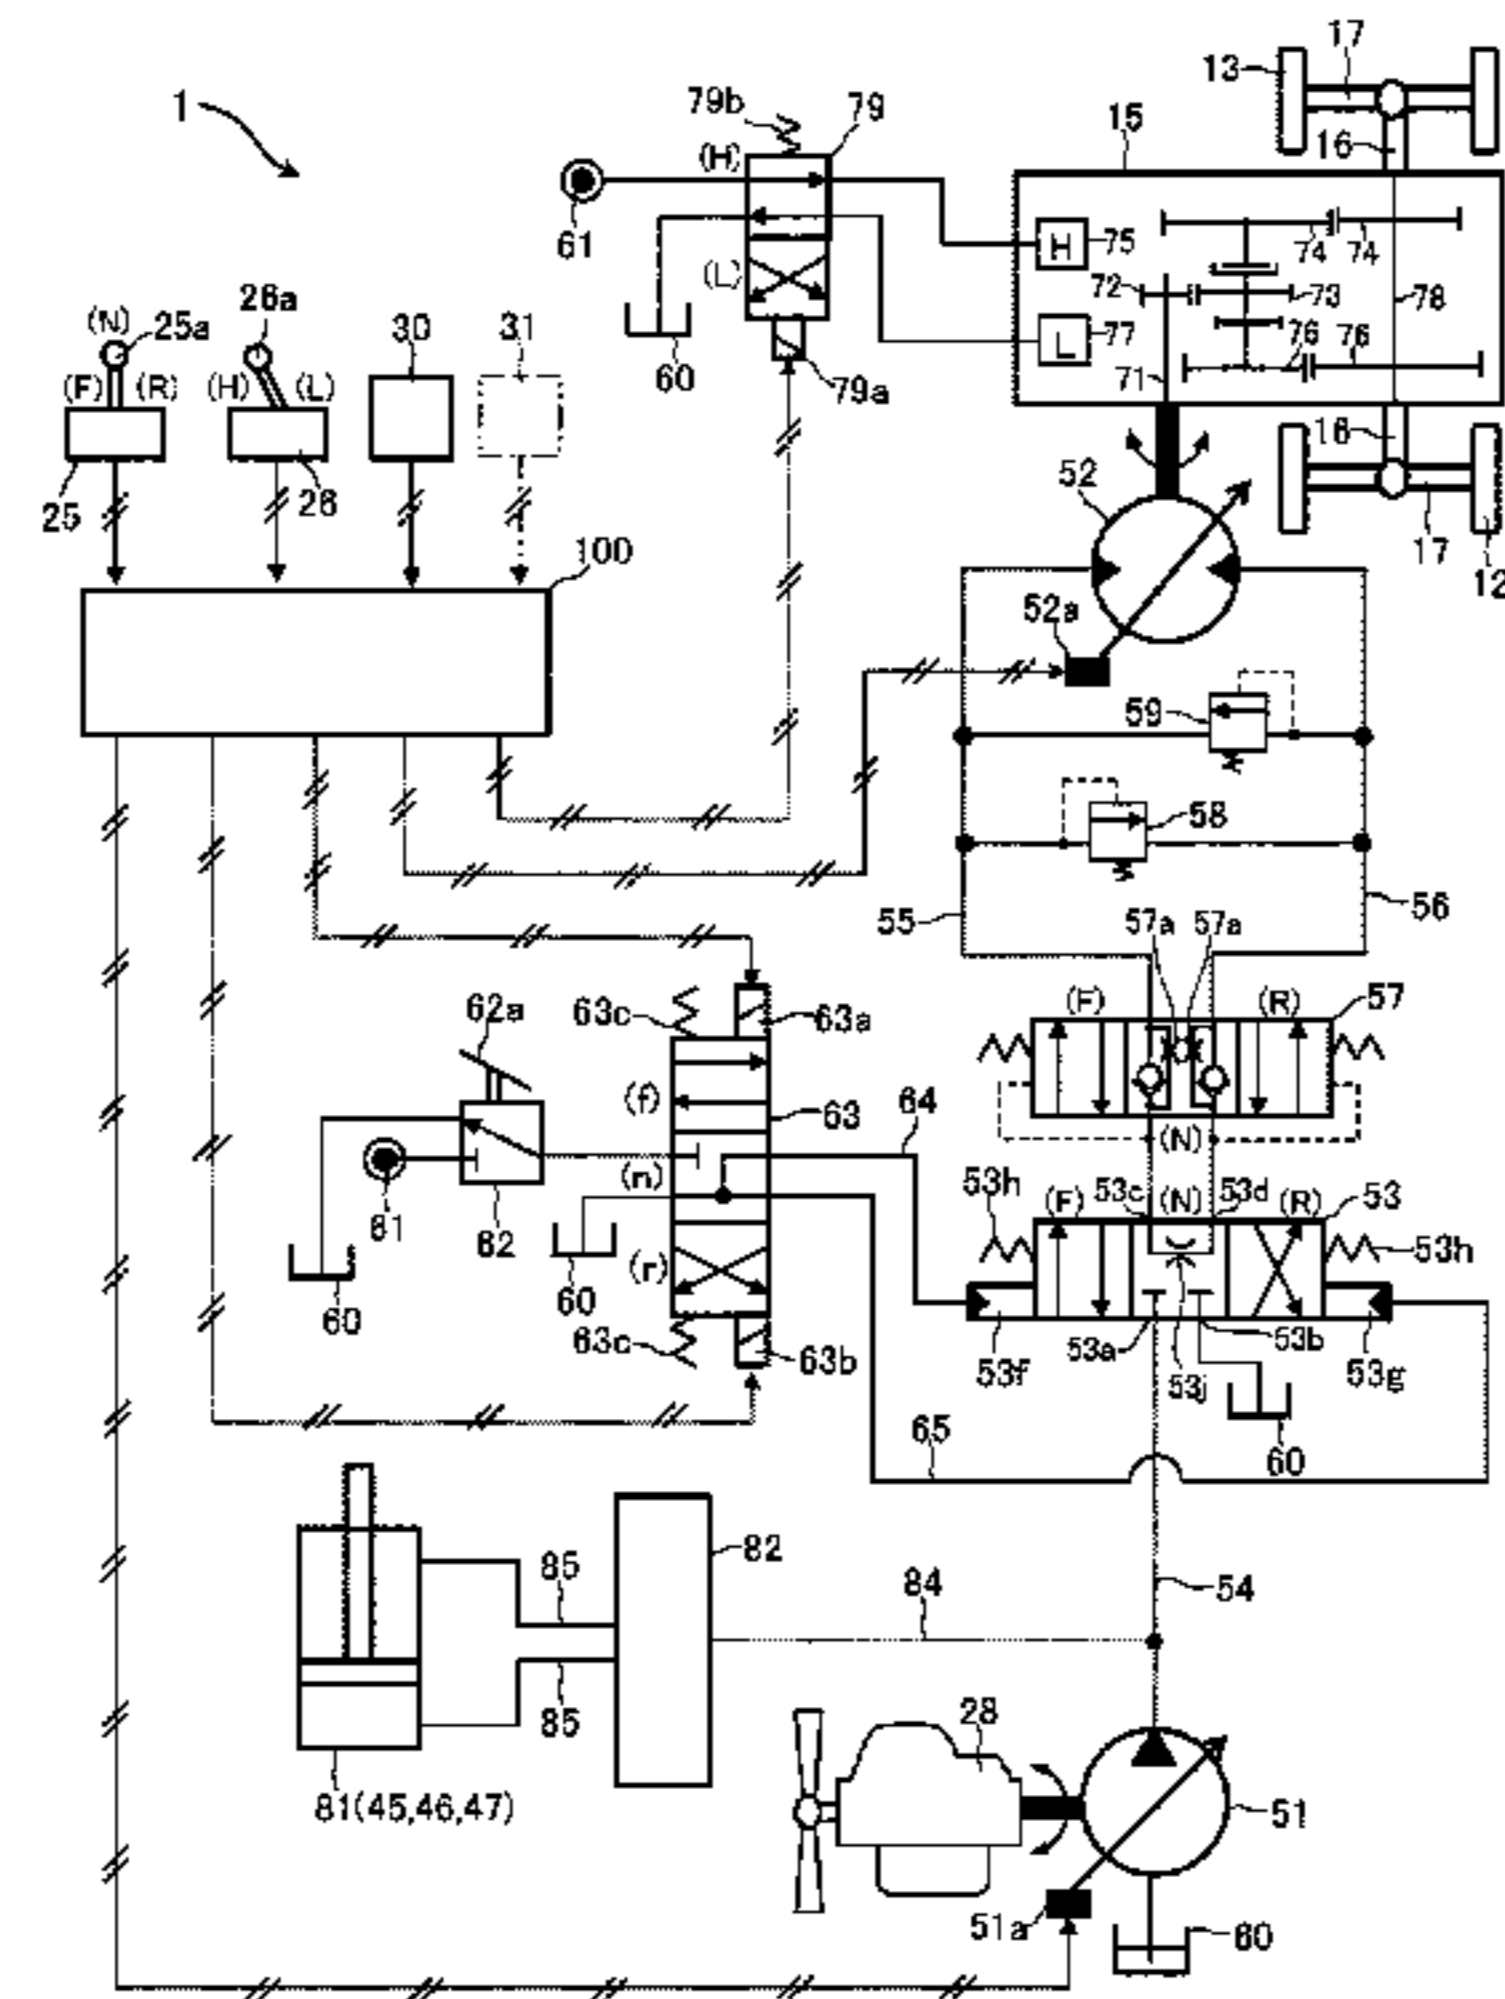 1
79b
79
(H)
61
(L)
60
79a
13
17
15
16
H
75
74
74
72
73
78
L
77
76
76
71
16
17
12
(N)
25a
(F)
(R)
25
26a
(H)
(L)
26
30
31
100
52
52a
59
58
55
56
57a
57a
(F)
(R)
57
(N)
62a
63c
63a
(f)
63
64
(n)
61
62
60
60
(r)
63c
63b
53h
(F)
53c
(N)
53d
(R)
53
53h
53f
53a
53j
53b
53g
60
65
82
85
84
54
85
81(45,46,47)
28
51
51a
60